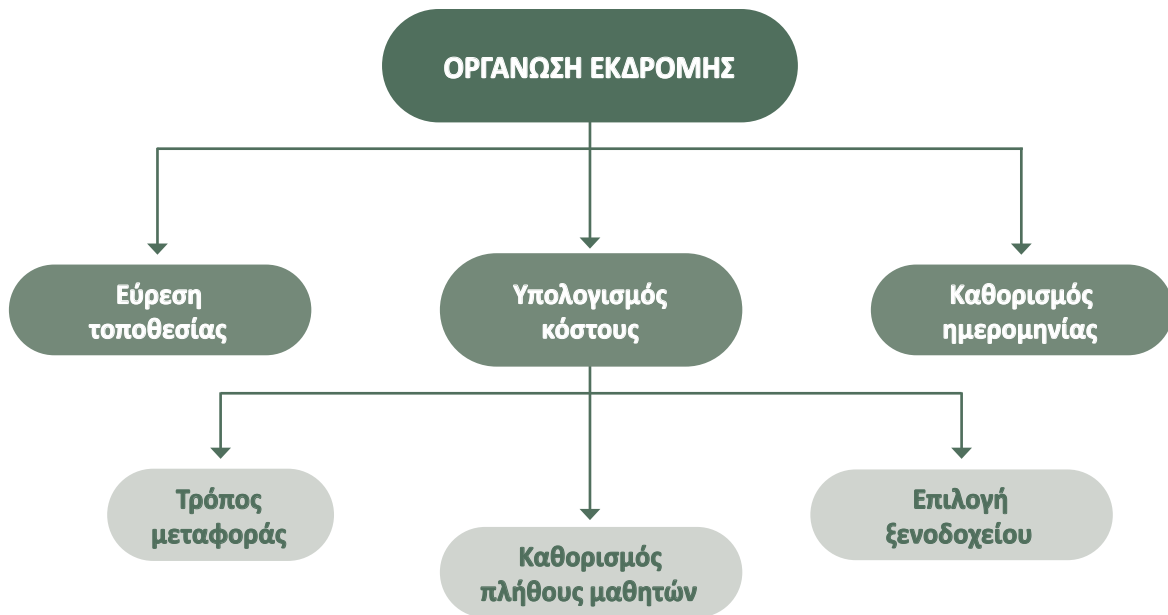 ΟΡΓΑΝΩΣΗ ΕΚΔΡΟΜΗΣ
Εύρεση
τοποθεσίας
Υπολογισμός
κόστους
Καθορισμός
ημερομηνίας
Τρόπος
μεταφοράς
Καθορισμός
πλήθους μαθητών
Επιλογή
ξενοδοχείου